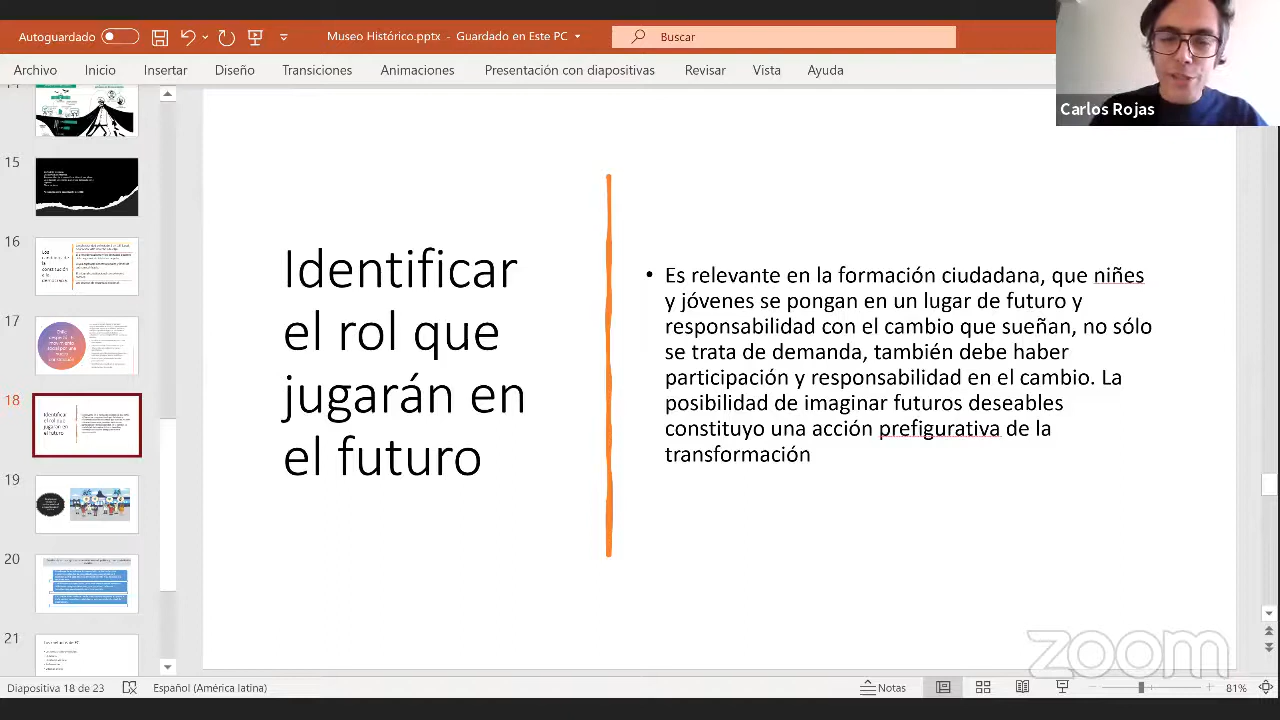 Autoguardado
Museo Histórico.pptx - Guardado en Este PC
Buscar
Archivo Inicio Insertar Diseño Transiciones Animaciones Presentación con diapositivas Revisar Vista Ayuda
Carlos Rojas
15
16
17
18
19
20
21
Identificar
el rol que
jugarán en
el futuro
• Es relevante en la formación ciudadana, que niñes
y jóvenes se pongan en un lugar de futuro y
responsabilidad con el cambio que sueñan, no sólo
se trata de demanda, también debe haber
participación y responsabilidad en el cambio. La
posibilidad de imaginar futuros deseables
constituyo una acción prefigurativa de la
transformación
zoom
Diapositiva 18 de 23 Español (América latina) Notas 81%